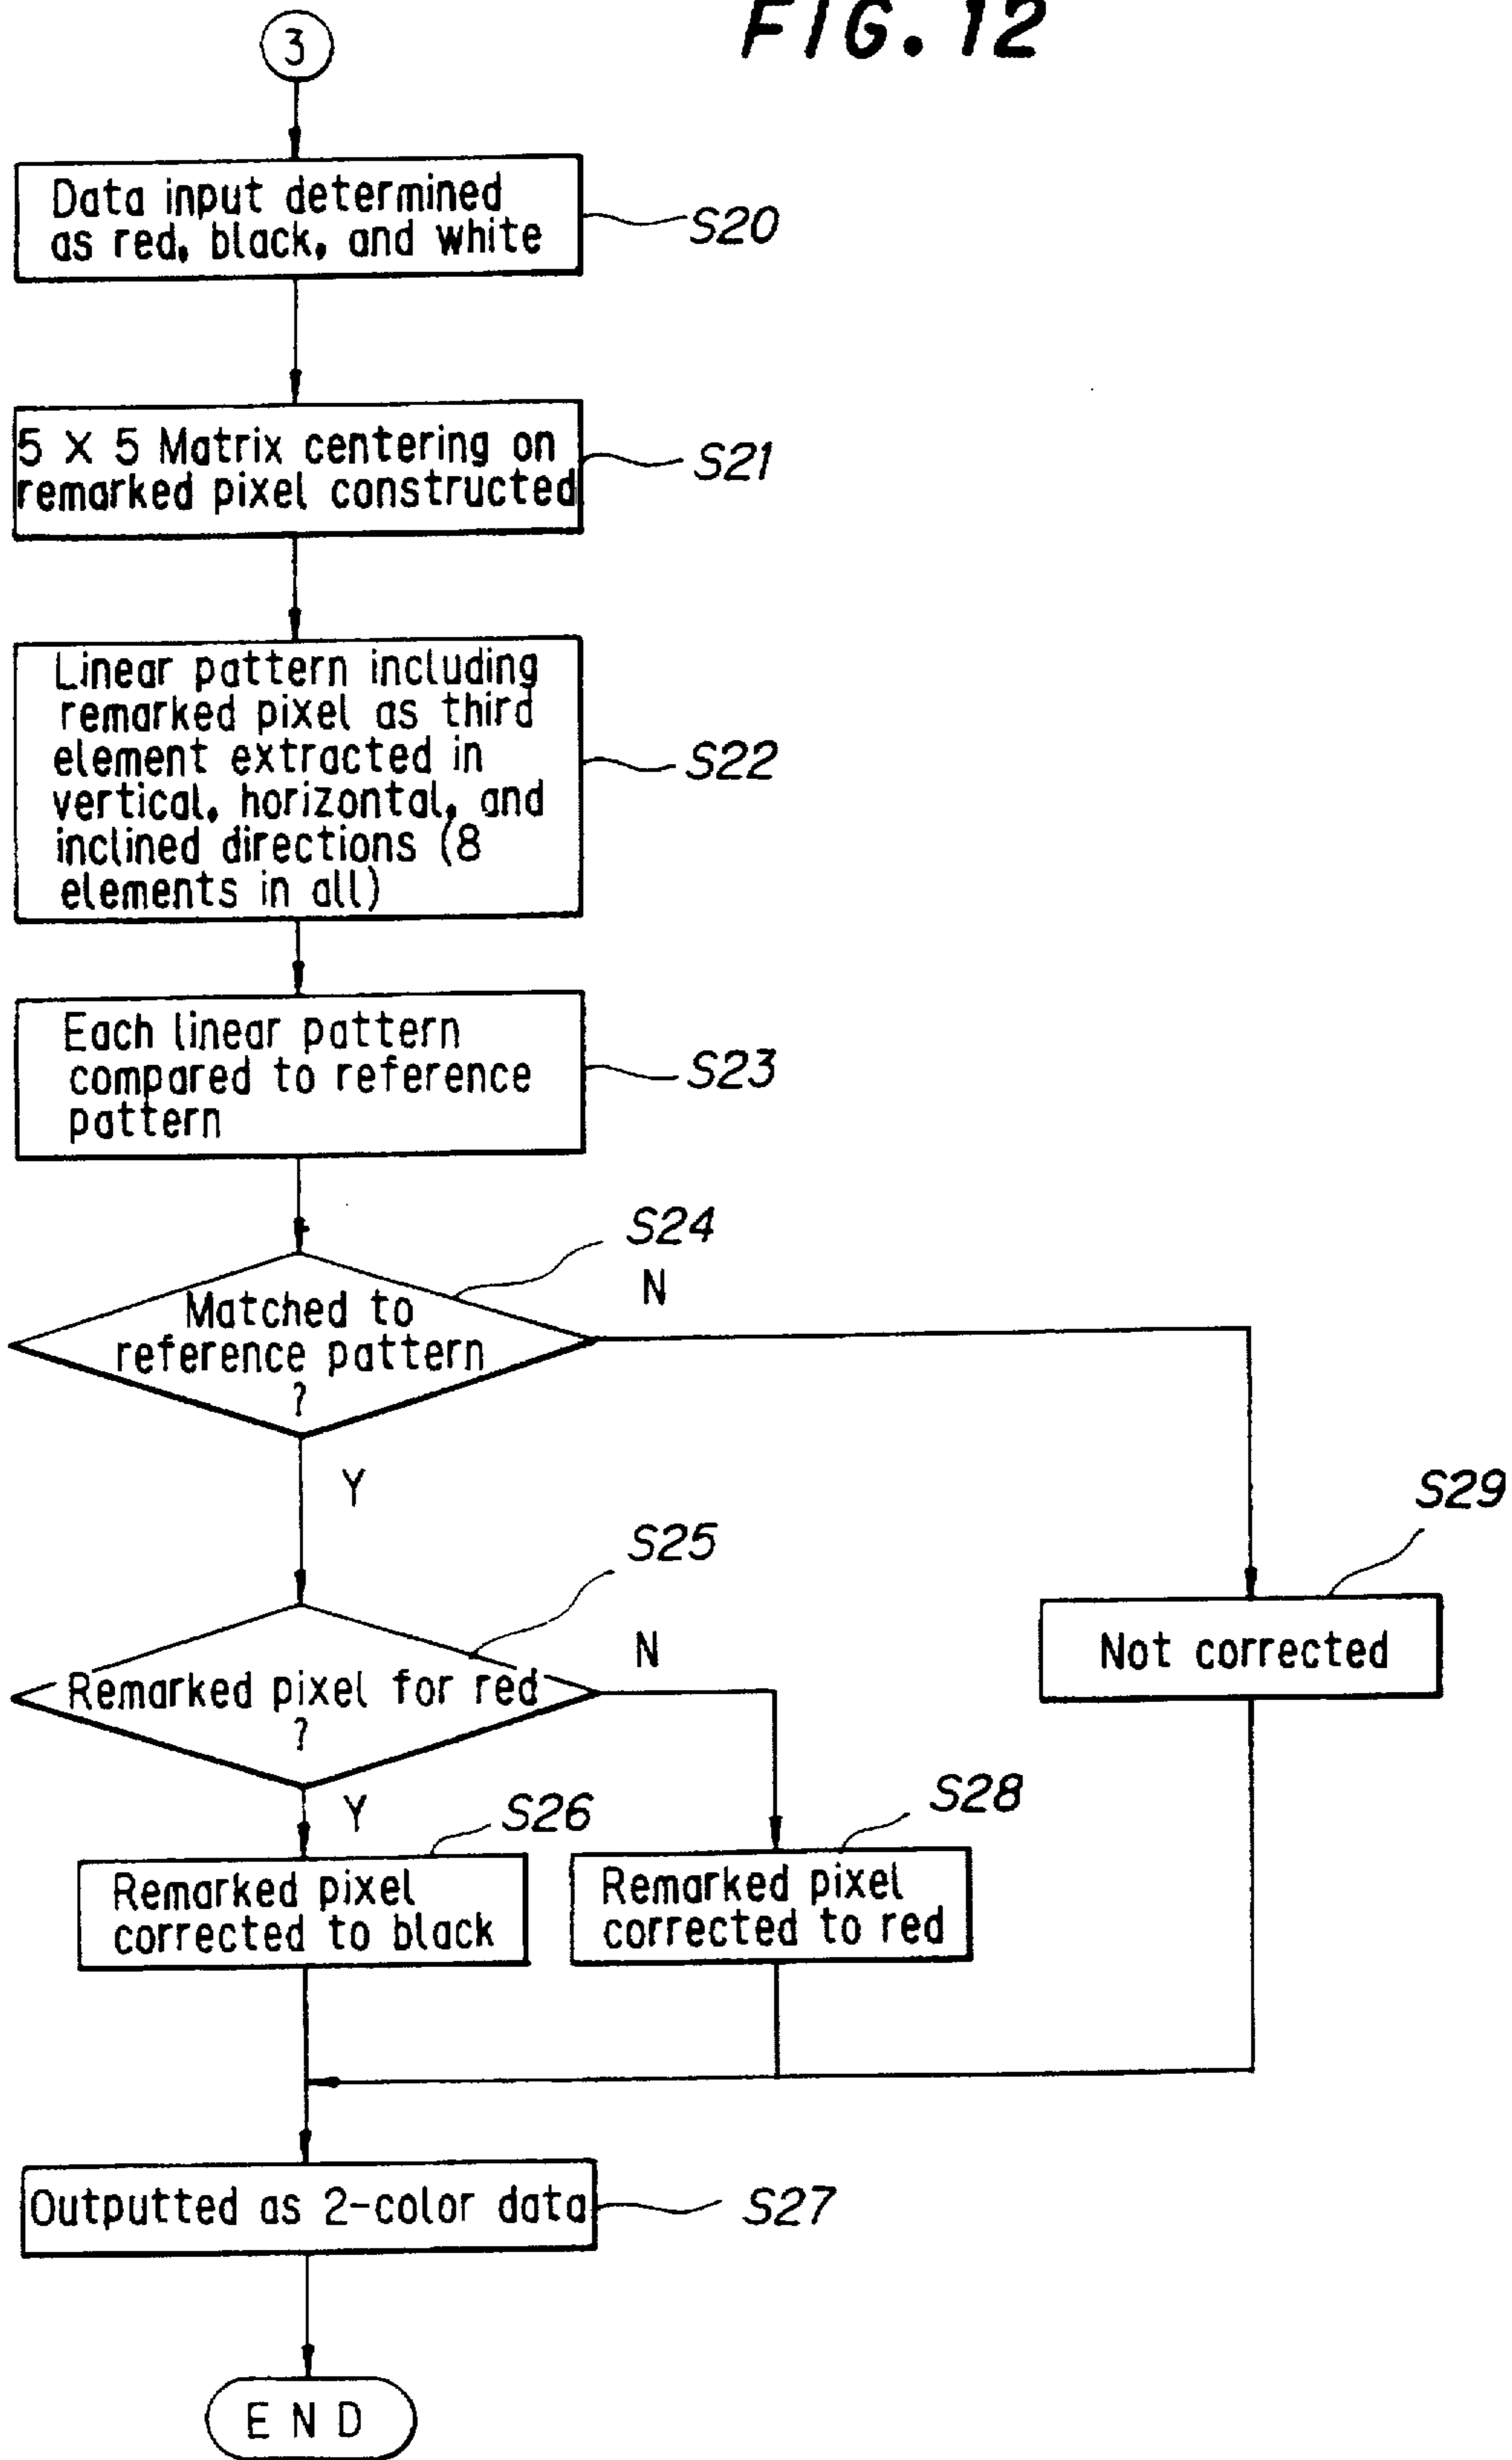 FIG. 12
3
Data input determined
as red, black, and white
S20
5 X 5 Matrix centering on
remarked pixel constructed
S21
Linear pattern including
remarked pixel as third
element extracted in
vertical, horizontal, and
inclined directions (8
elements in all)
S22
Each linear pattern
compared to reference
pattern
S23
S24
N
Matched to
reference pattern
?
Y
S29
S25
N
Not corrected
Remarked pixel for red
?
Y
S26
S28
Remarked pixel
corrected to black
Remarked pixel
corrected to red
Outputted as 2-color data
S27
END